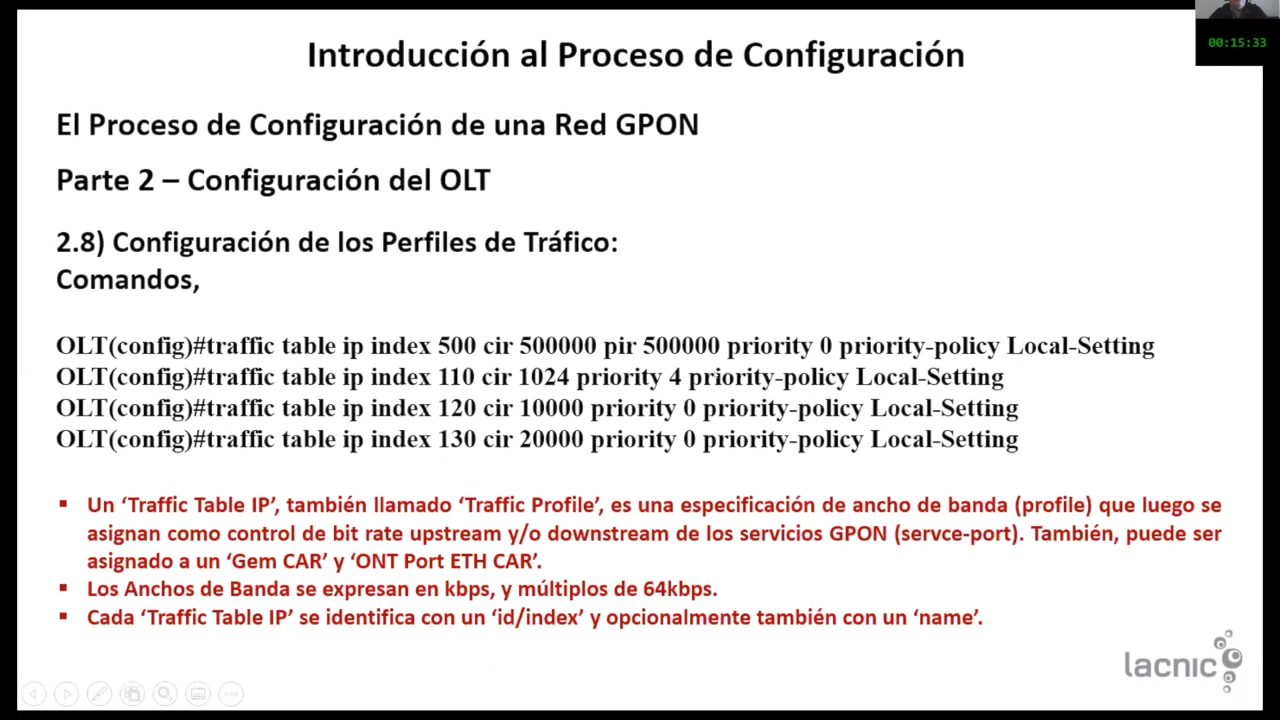 00:15:33
Introducción al Proceso de Configuración
El Proceso de Configuración de una Red GPON
Parte 2 – Configuración del OLT
2.8) Configuración de los Perfiles de Tráfico:
Comandos,
OLT(config)#traffic table ip index 500 cir 500000 pir 500000 priority 0 priority-policy Local-Setting
OLT(config)#traffic table ip index 110 cir 1024 priority 4 priority-policy Local-Setting
OLT(config)#traffic table ip index 120 cir 10000 priority 0 priority-policy Local-Setting
OLT(config)#traffic table ip index 130 cir 20000 priority 0 priority-policy Local-Setting
▪ Un ‘Traffic Table IP’, también llamado ‘Traffic Profile’, es una especificación de ancho de banda (profile) que luego se
asignan como control de bit rate upstream y/o downstream de los servicios GPON (servce-port). También, puede ser
asignado a un ‘Gem CAR’ y ‘ONT Port ETH CAR’.
▪ Los Anchos de Banda se expresan en kbps, y múltiplos de 64kbps.
▪ Cada ‘Traffic Table IP’ se identifica con un ‘id/index’ y opcionalmente también con un ‘name’.
lacnic